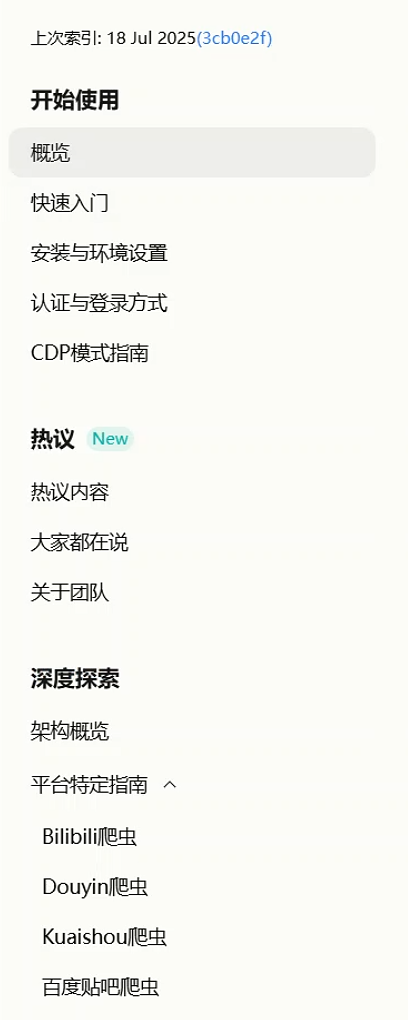 上次索引: 18 Jul 2025(3cb0e2f)
开始使用
概览
快速入门
安装与环境设置
认证与登录方式
CDP模式指南
热议 New
热议内容
大家都在说
关于团队
深度探索
架构概览
平台特定指南
Bilibili爬虫
Douyin爬虫
Kuaishou爬虫
百度贴吧爬虫